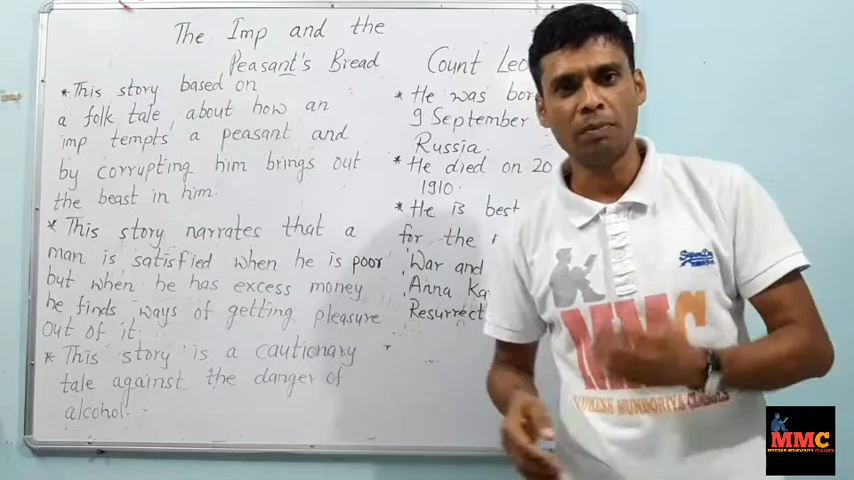 The Imp and the
Peasant's Bread
*This story based on
a folk tale, about how an
imp tempts a peasant and
by corrupting him brings out
the beast in him.
*This story narrates that a
man is satisfied when he is poor
but when he has excess money
he finds ways of getting pleasure
out of it.
*This story is a cautionary
tale against the danger of
alcohol.
Count Leo
*He was bor
9 September
Russia.
*He died on 20
1910.
*He is best
for the
'War and
Anna Ka
Resurrect
MMC
MUNDORIYA CLASSES
MMC